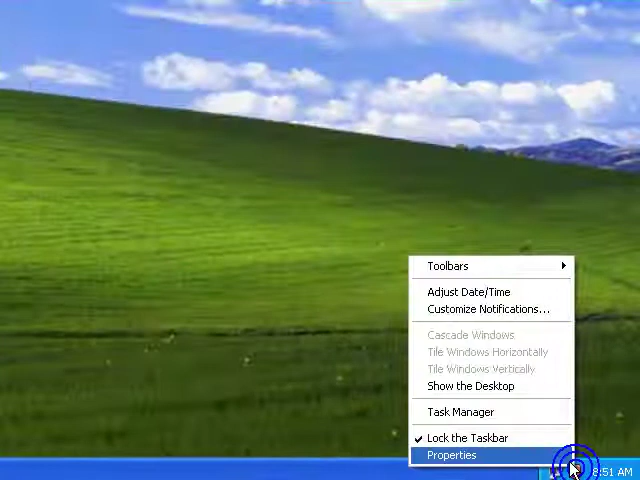 Toolbars
Adjust Date/Time
Customize Notifications...
Cascade Windows
Tile Windows Horizontally
Tile Windows Vertically
Show the Desktop
Task Manager
Lock the Taskbar
Properties
8:51 AM